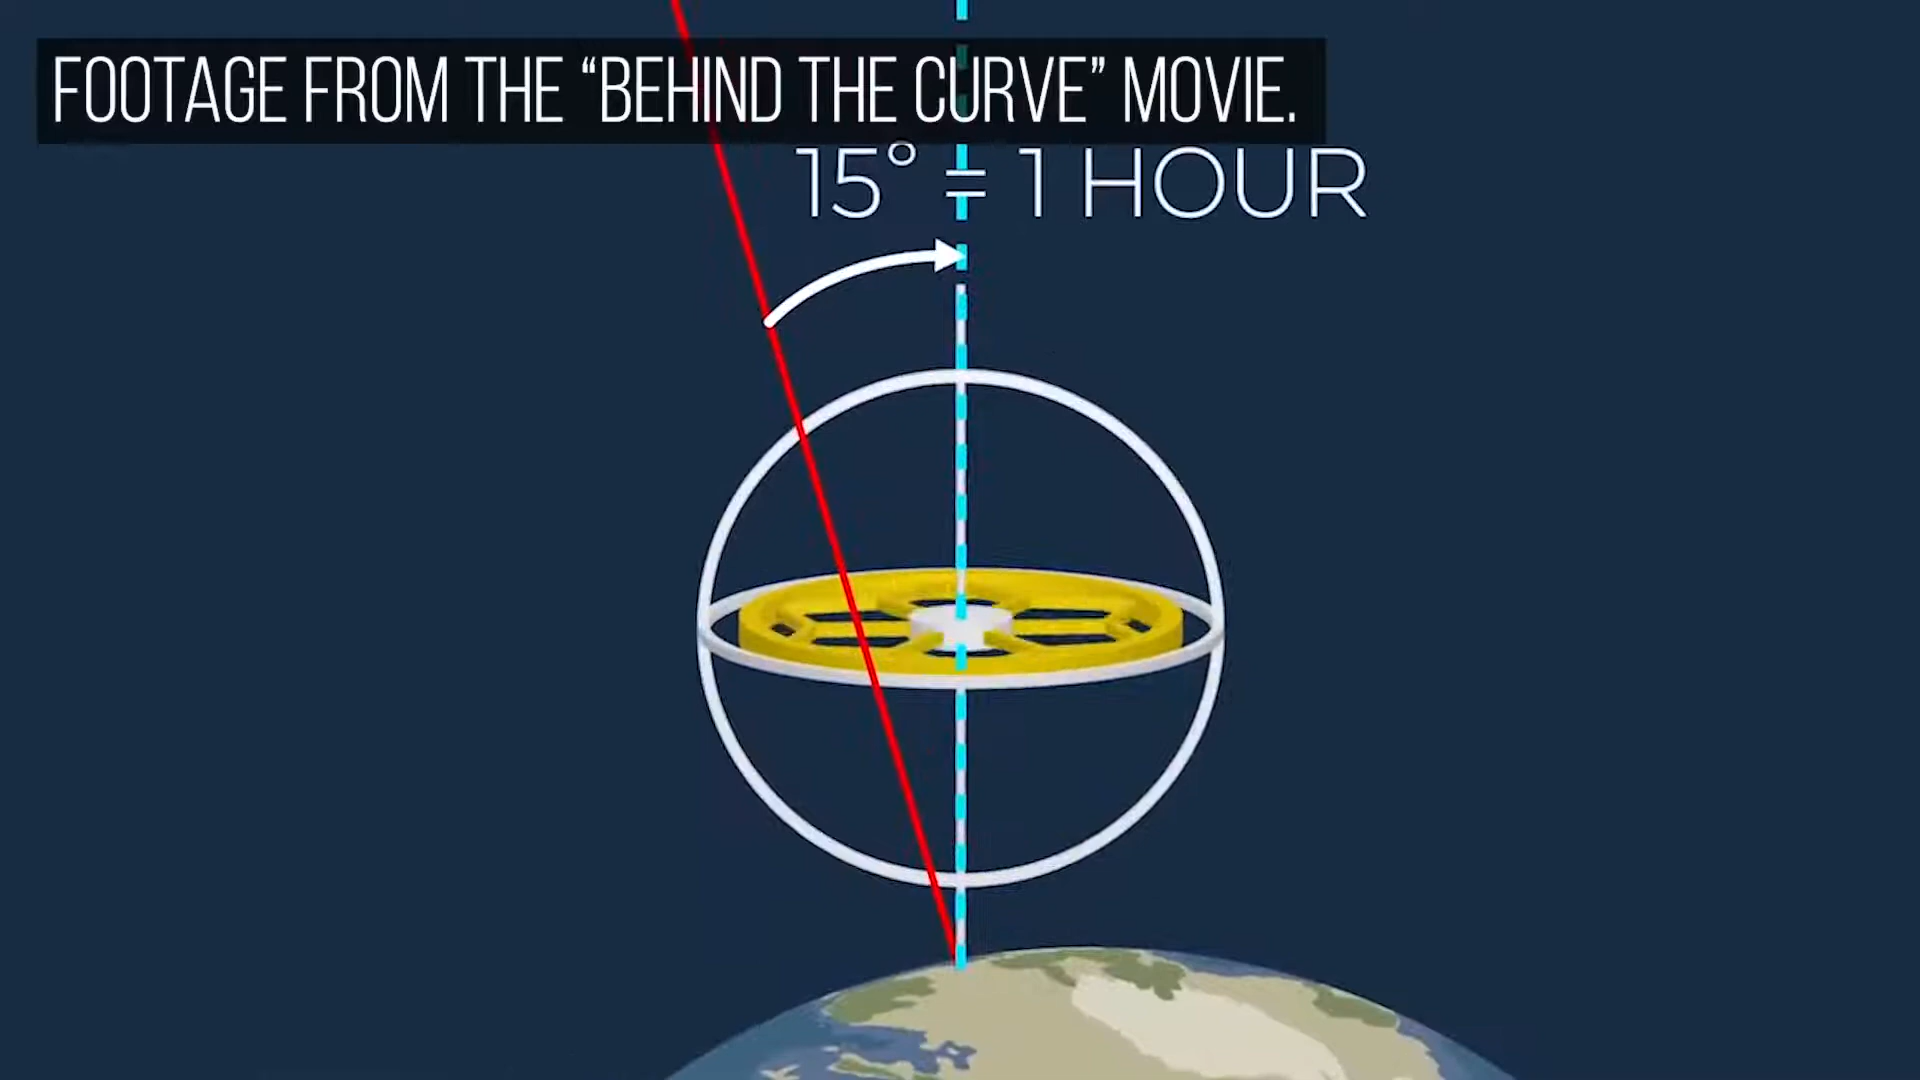 FOOTAGE FROM THE “BEHIND THE CURVE” MOVIE.
15° = 1 HOUR